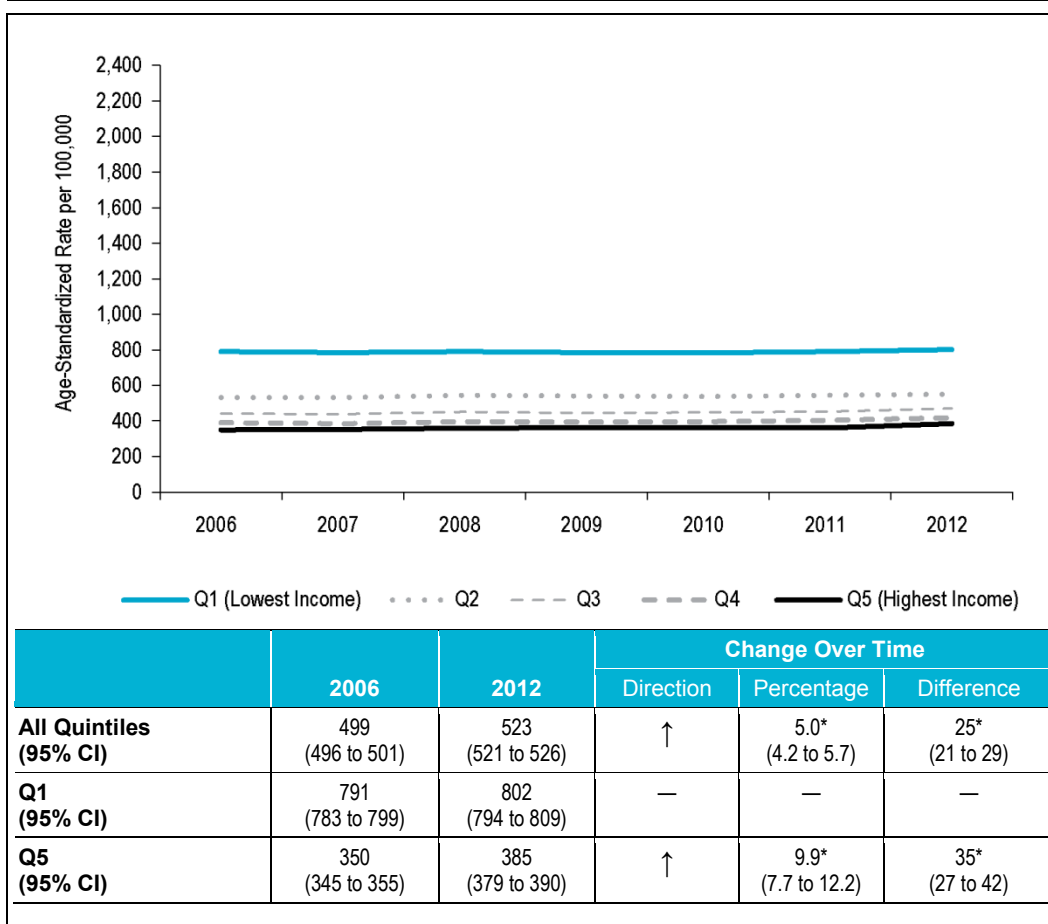 2,400
2,200
2,000
1,800
1,600
1,400
1,200
1,000
800
600
400
200
0
Age-Standardized Rate per 100,000
2006 2007 2008 2009 2010 2011 2012
Q1 (Lowest Income) Q2 Q3 Q4 Q5 (Highest Income)
Change Over Time
2006 2012 Direction Percentage Difference
All Quintiles 499 523 ↑ 5.0* 25*
(95% CI) (496 to 501) (521 to 526) (4.2 to 5.7) (21 to 29)
Q1 791 802 — — —
(95% CI) (783 to 799) (794 to 809)
Q5 350 385 ↑ 9.9* 35*
(95% CI) (345 to 355) (379 to 390) (7.7 to 12.2) (27 to 42)